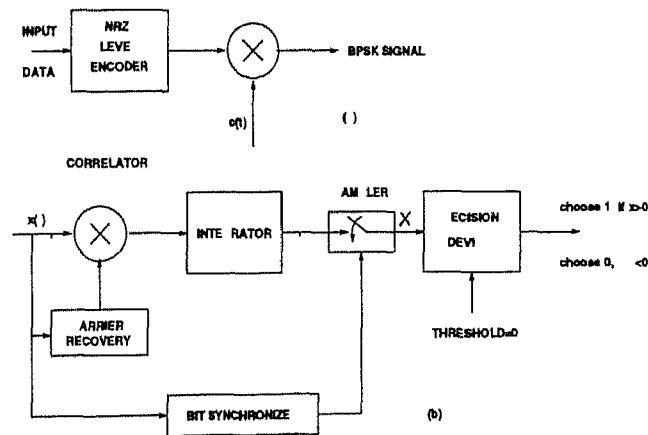 INPUT
DATA
NRZ
LEVE
ENCODER
BPSK SIGNAL
c(t)
( )
CORRELATOR
x( )
INTE RATOR
AM LER
X
ECISION
DEVI
choose 1 if x>0
choose 0, <0
ARRIER
RECOVERY
THRESHOLD=0
BIT SYNCHRONIZE
(b)